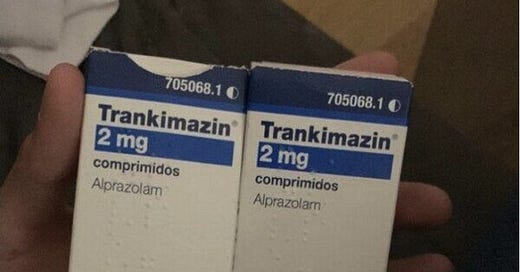 705068.1
Trankimazin®
2 mg
comprimidos
Alprazolam
705068.1
Trankimazin®
2 mg
comprimidos
Alprazolam